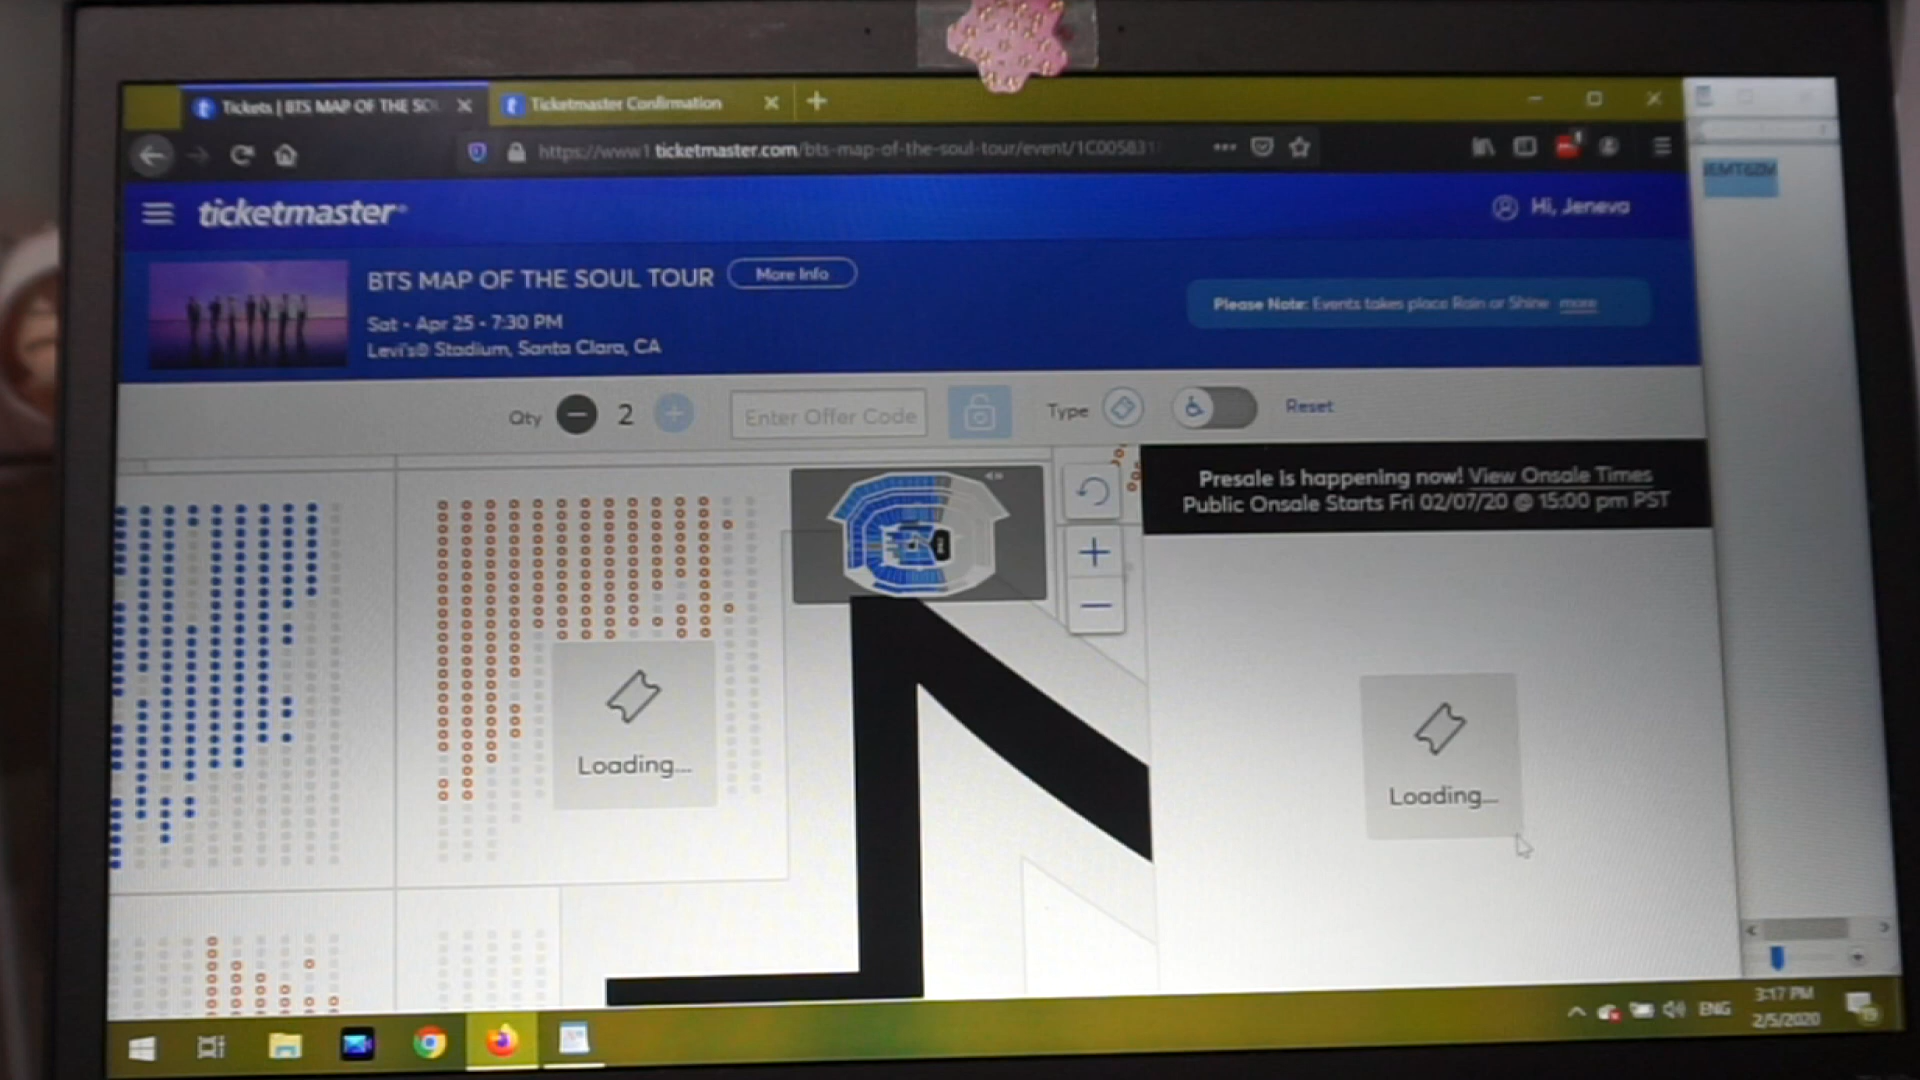 Tickets | BTS MAP OF THE SO
Ticketmaster Confirmation
https://www1.ticketmaster.com/bts-map-of-the-soul-tour/event/1C005831
ticketmaster
Hi, Jeneva
BTS MAP OF THE SOUL TOUR
More Info
Sat - Apr 25 - 7:30 PM
Levi's® Stadium, Santa Clara, CA
Please Note: Events takes place Rain or Shine more
Qty
2
Enter Offer Code
Type
Reset
Presale is happening now! View Onsale Times
Public Onsale Starts Fri 02/07/20 @ 15:00 pm PST
Loading...
Loading...
ENG
3:17 PM
2/5/2020
19